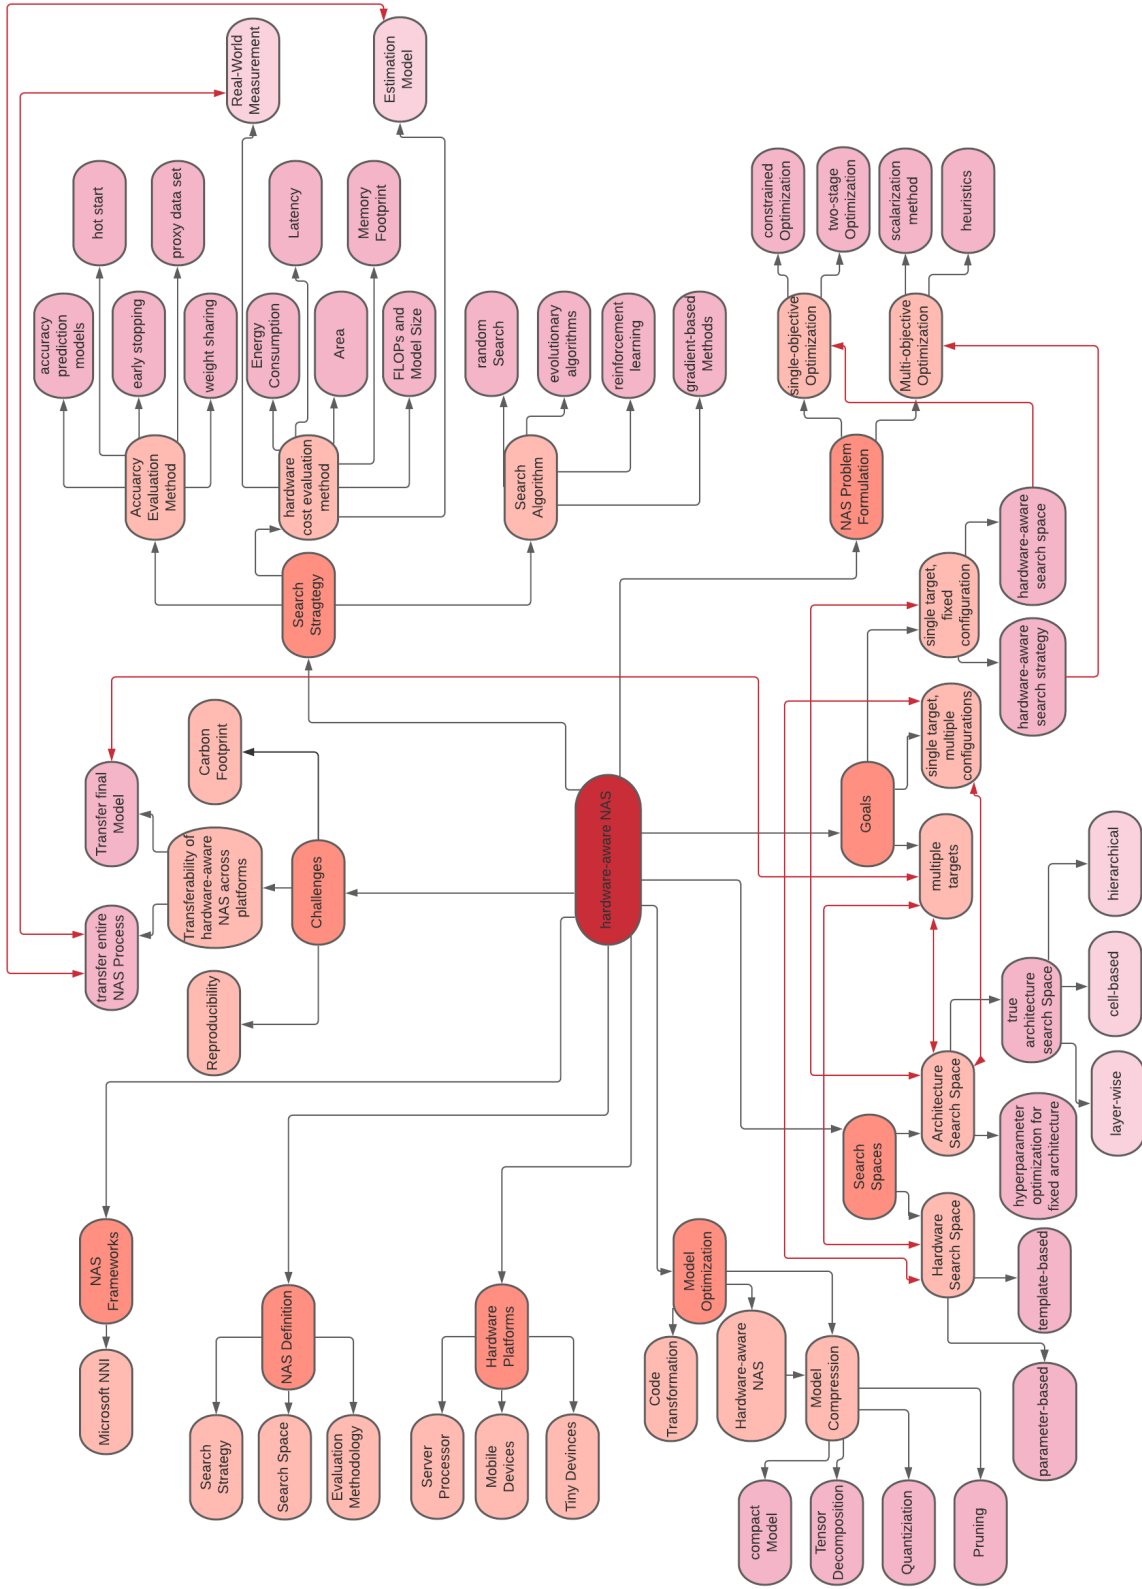 Real-World
Measurement
Estimation
Model
hot start
proxy data set
Latency
Memory
Footprint
accuracy
prediction
models
early stopping
weight sharing
Energy
Consumption
Area
FLOPs and
Model Size
random
Search
evolutionary
algorithms
reinforcement
learning
gradient-based
Methods
constrained
Optimization
two-stage
Optimization
scalarization
method
heuristics
single-objective
Optimization
Multi-objective
Optimization
Accuarcy
Evaluation
Method
hardware
cost evaluation
method
Search
Algorithm
NAS Problem
Formulation
Search
Stragtegy
single target,
fixed
configuration
hardware-aware
search space
hardware-aware
search strategy
single target,
multiple
configurations
Carbon
Footprint
Transfer final
Model
Transferability of
hardware-aware
NAS across
platforms
Challenges
transfer entire
NAS Process
Reproducibility
hardware-aware NAS
Goals
multiple
targets
hierarchical
cell-based
layer-wise
true
architecture
search Space
Architecture
Search Space
hyperparameter
optimization for
fixed architecture
Search
Spaces
Hardware
Search Space
template-based
parameter-based
NAS
Frameworks
Microsoft NNI
NAS Definition
Search
Strategy
Search Space
Evaluation
Methodology
Hardware
Platforms
Server
Processor
Mobile
Devices
Tiny Devinces
Model
Optimization
Code
Transformation
Hardware-aware
NAS
Model
Compression
compact
Model
Tensor
Decomposition
Quantiziation
Pruning